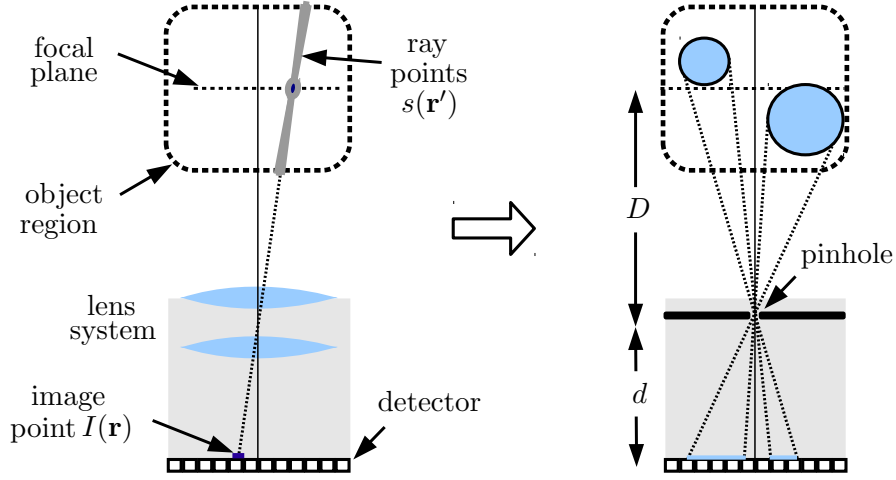 focal
plane
ray
points
s(r′)
object
region
lens
system
image
point I(r)
detector
D
pinhole
d